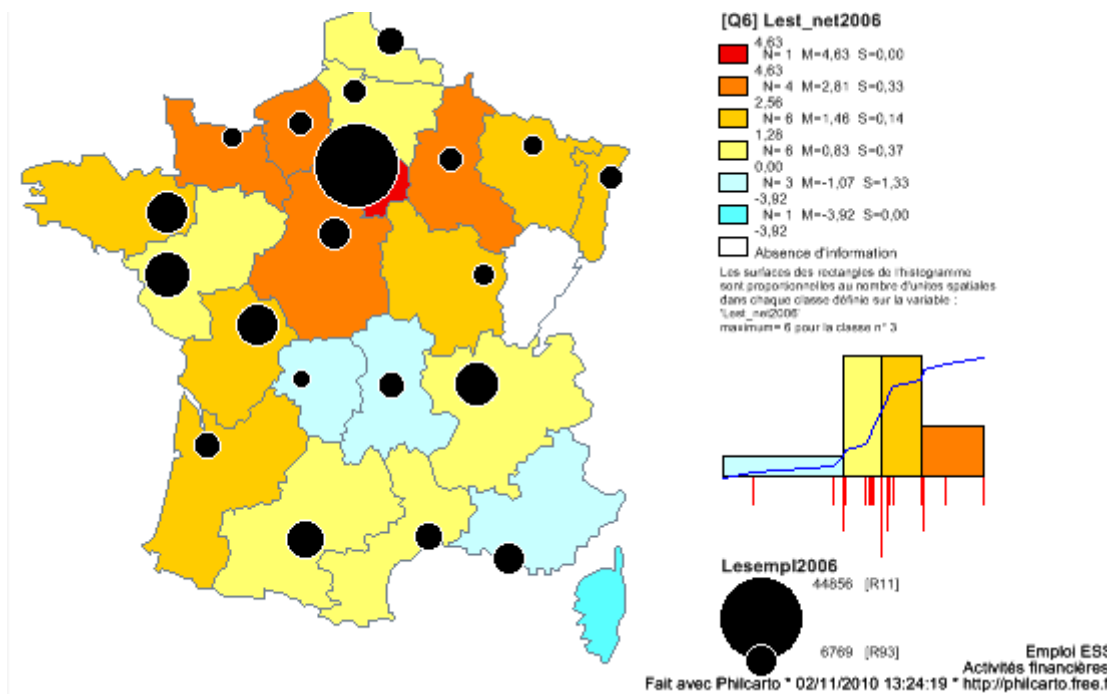 [Q6] Lest_net2006
4,63
N= 1 M=4,63 S=0,00
4,63
N= 4 M=2,81 S=0,33
2,56
N= 6 M=1,46 S=0,14
1,28
N= 6 M=0,83 S=0,37
0,00
N= 3 M=-1,07 S=1,33
-3,92
N= 1 M=-3,92 S=0,00
-3,92
Absence d'information
Les surfaces des rectangles de l'histogramme
sont proportionnelles au nombre d'unites spatiales
dans chaque classe définie sur la variable :
'Lest_net2006'
maximum= 6 pour la classe n° 3
Lesempl2006
44856 [R11]
6769 [R93]
Emploi ESS
Activités financières
Fait avec Philcarto * 02/11/2010 13:24:19 * http://philcarto.free.f